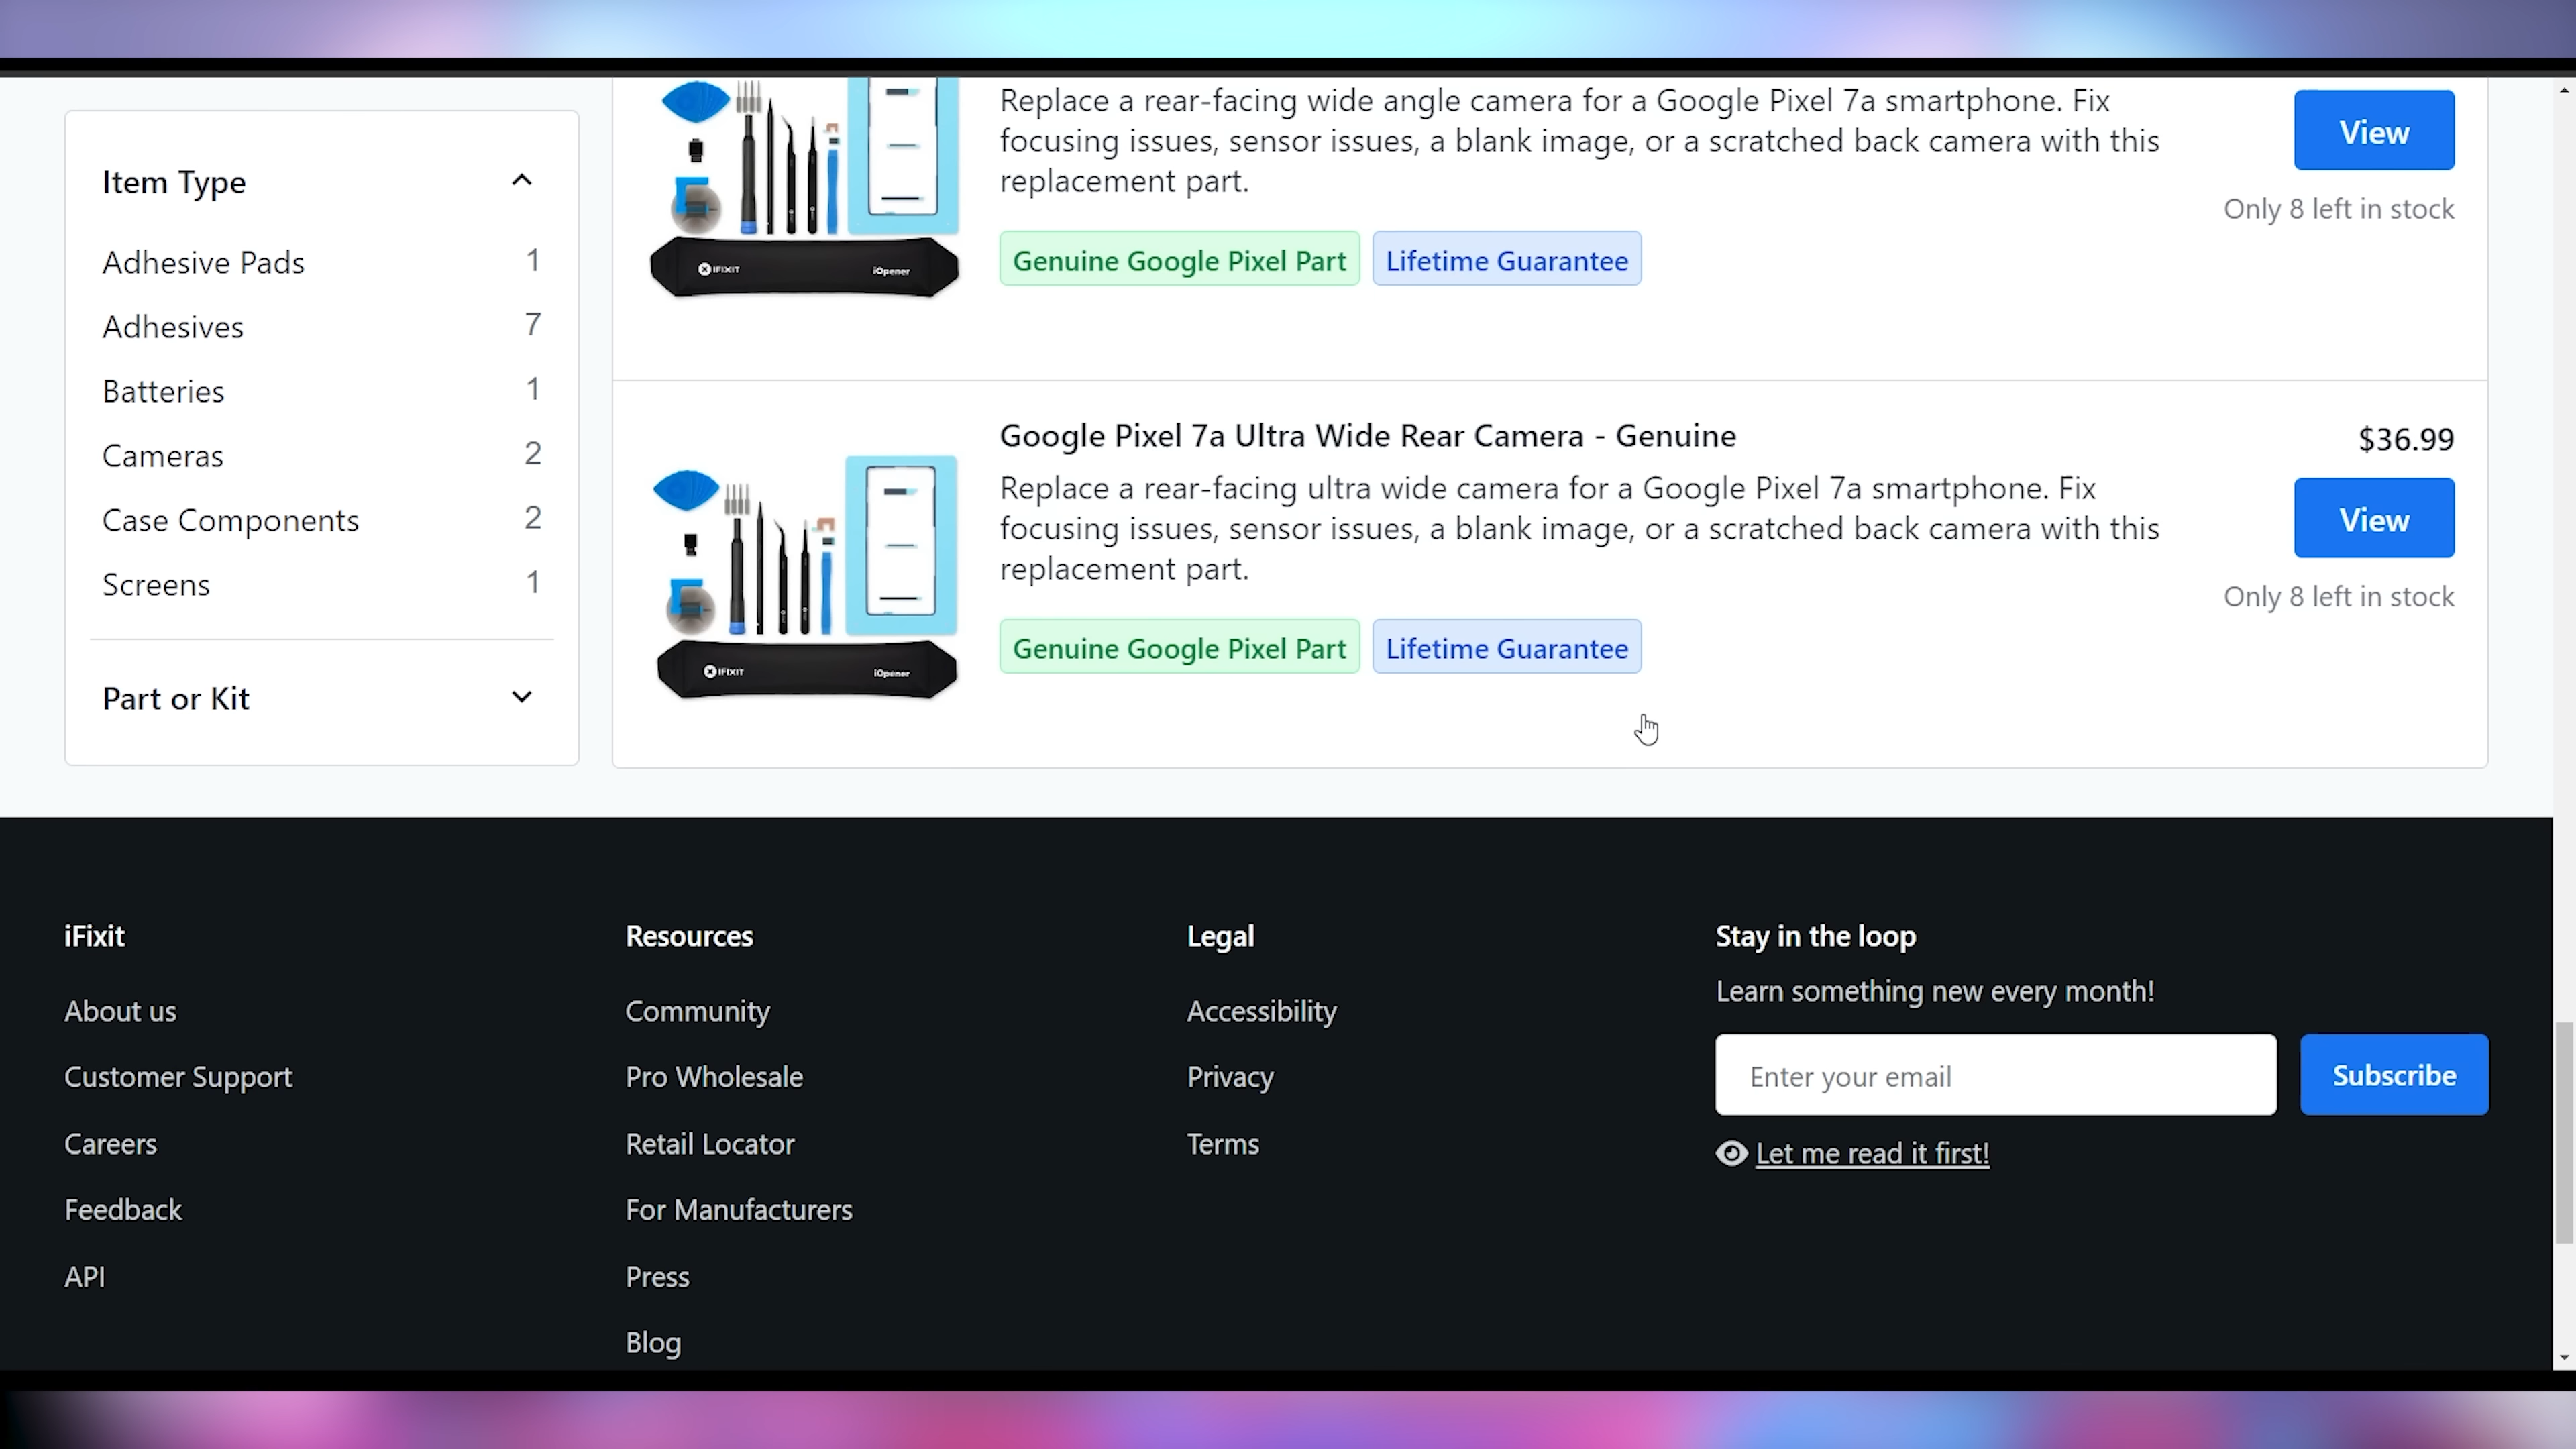 Item Type
Adhesive Pads 1
Adhesives 7
Batteries 1
Cameras 2
Case Components 2
Screens 1
Part or Kit
IFIXIT iOpener
Replace a rear-facing wide angle camera for a Google Pixel 7a smartphone. Fix
focusing issues, sensor issues, a blank image, or a scratched back camera with this
replacement part.
Genuine Google Pixel Part Lifetime Guarantee
View
Only 8 left in stock
IFIXIT iOpener
Google Pixel 7a Ultra Wide Rear Camera - Genuine
Replace a rear-facing ultra wide camera for a Google Pixel 7a smartphone. Fix
focusing issues, sensor issues, a blank image, or a scratched back camera with this
replacement part.
Genuine Google Pixel Part Lifetime Guarantee
$36.99
View
Only 8 left in stock
iFixit
About us
Customer Support
Careers
Feedback
API
Resources
Community
Pro Wholesale
Retail Locator
For Manufacturers
Press
Blog
Legal
Accessibility
Privacy
Terms
Stay in the loop
Learn something new every month!
Enter your email
Subscribe
Let me read it first!